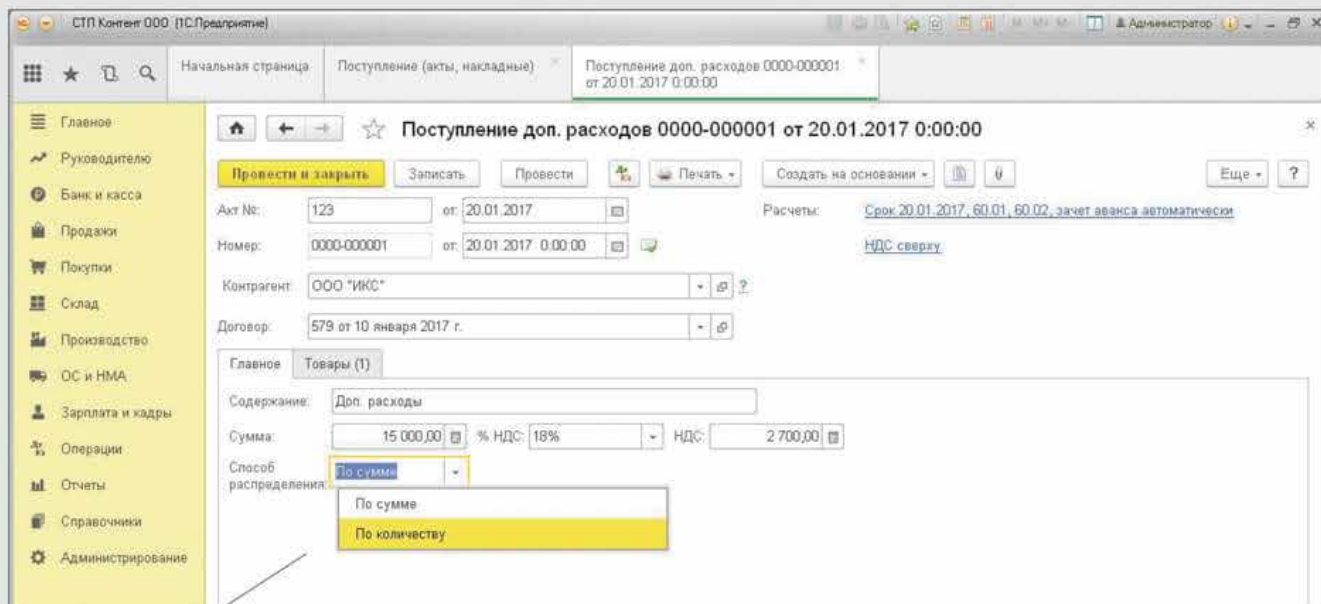 СТП Контент ООО (1С:Предприятие)
M M+ M-
Администратор
Начальная страница
Поступление (акты, накладные)
Поступление доп. расходов 0000-000001
от 20.01.2017 0:00:00
Главное
Руководителю
Банк и касса
Продажи
Покупки
Склад
Производство
ОС и НМА
Зарплата и кадры
Операции
Отчеты
Справочники
Администрирование
Поступление доп. расходов 0000-000001 от 20.01.2017 0:00:00
Провести и закрыть Записать Провести Печать Создать на основании Еще ?
Акт №: 123 от: 20.01.2017 Расчеты: Срок 20.01.2017, 60.01, 60.02, зачет аванса автоматически
Номер: 0000-000001 от: 20.01.2017 0:00:00 НДС сверху
Контрагент: ООО "ИКС" ?
Договор: 579 от 10 января 2017 г.
Главное Товары (1)
Содержание: Доп. расходы
Сумма: 15 000,00 % НДС: 18% НДС: 2 700,00
Способ
распределения: По сумме
По сумме
По количеству